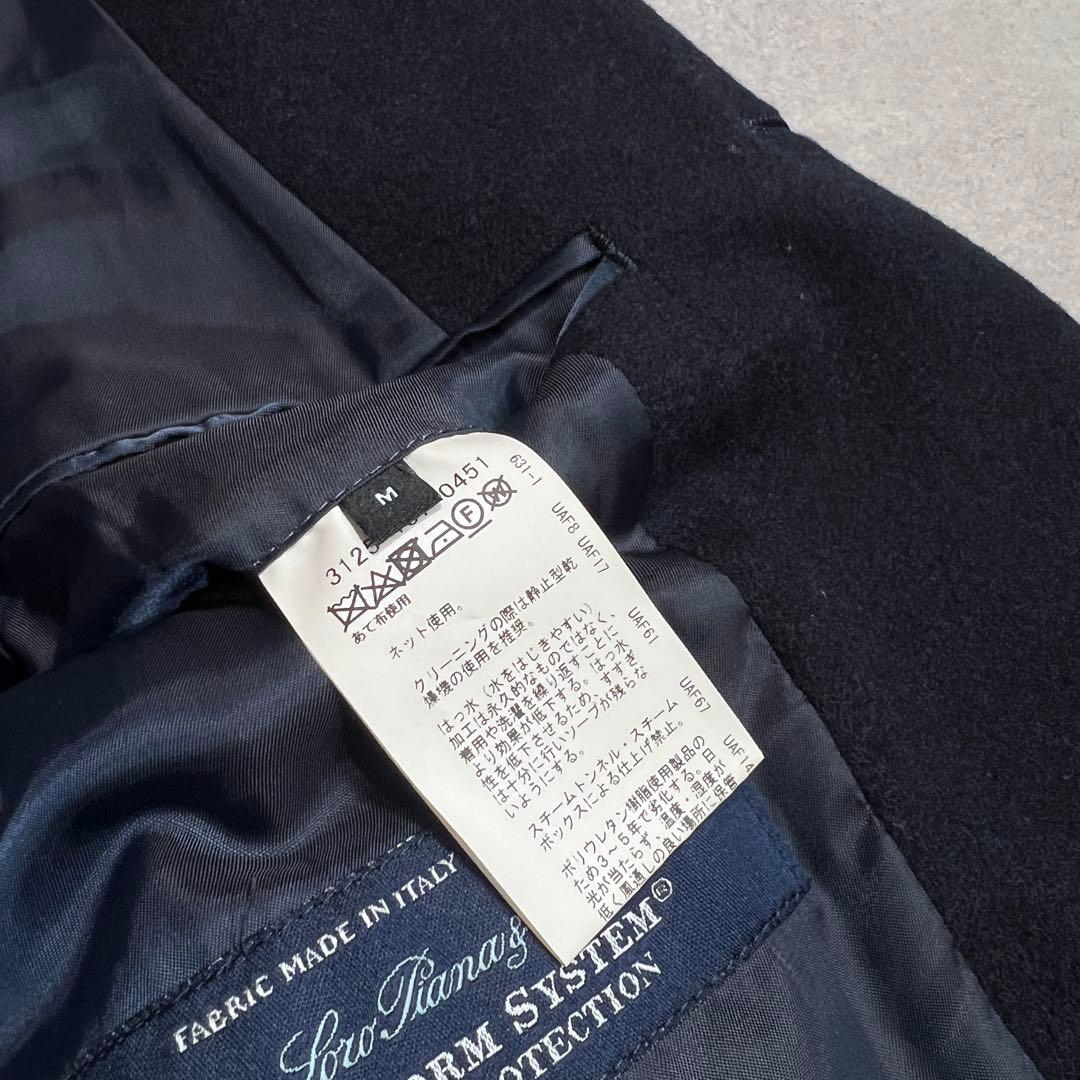 M
3125
0451
631-1
UAF8 UAF17
UAF61
UAF67
あて布使用
ネット使用。
クリーニングの際は静止型乾
燥機の使用を推奨。
はっ水（水をはじきやすい）
加工は永久的なものではなく、
着用や洗濯を繰り返すことに
より効果が低下する。はっ水
性を低下させるため、すすぎ
は十分に行いソープが残らな
いようにする。
スチームトンネル・スチーム
ボックスによる仕上げ禁止。
ポリウレタン樹脂使用製品の
ため3～5年で劣化する。日
光が当たらず、温度・湿度が
低く風通しの良い場所に保管
FABRIC MADE IN ITALY
Loro Piana &
ORM SYSTEM®
OTECTION